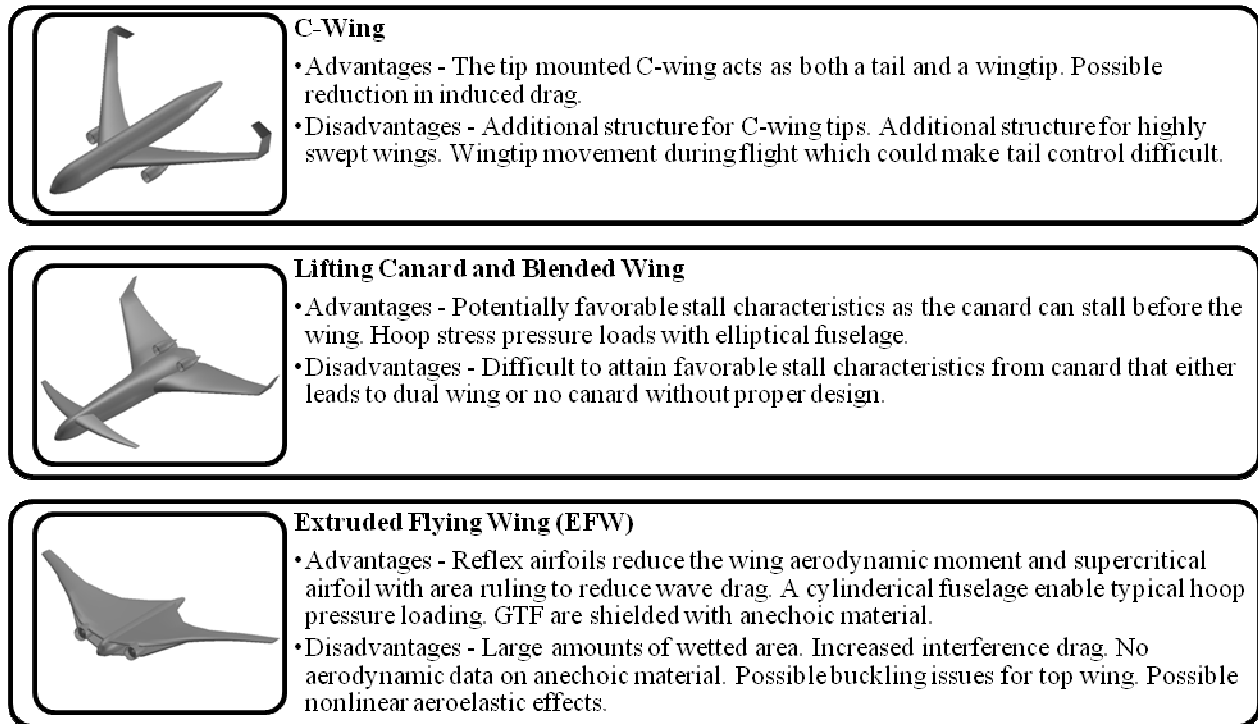 C-Wing
•Advantages - The tip mounted C-wing acts as both a tail and a wingtip. Possible
reduction in induced drag.
•Disadvantages - Additional structure for C-wing tips. Additional structure for highly
swept wings. Wingtip movement during flight which could make tail control difficult.
Lifting Canard and Blended Wing
•Advantages - Potentially favorable stall characteristics as the canard can stall before the
wing. Hoop stress pressure loads with elliptical fuselage.
•Disadvantages - Difficult to attain favorable stall characteristics from canard that either
leads to dual wing or no canard without proper design.
Extruded Flying Wing (EFW)
•Advantages - Reflex airfoils reduce the wing aerodynamic moment and supercritical
airfoil with area ruling to reduce wave drag. A cylinderical fuselage enable typical hoop
pressure loading. GTF are shielded with anechoic material.
•Disadvantages - Large amounts of wetted area. Increased interference drag. No
aerodynamic data on anechoic material. Possible buckling issues for top wing. Possible
nonlinear aeroelastic effects.